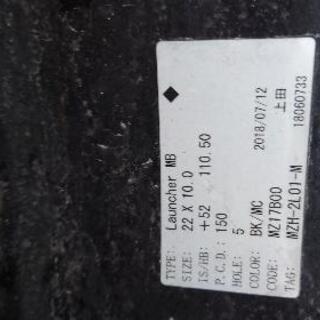 TYPE: Launcher MB
SIZE: 22 X 10.0
IS/HB: +52 110.50
P.C.D.: 150
HOLE: 5
COLOR: BK/MC 2018/07/12
CODE: MZ17B00 上田
TAG: MZH-2L01-M 18060733